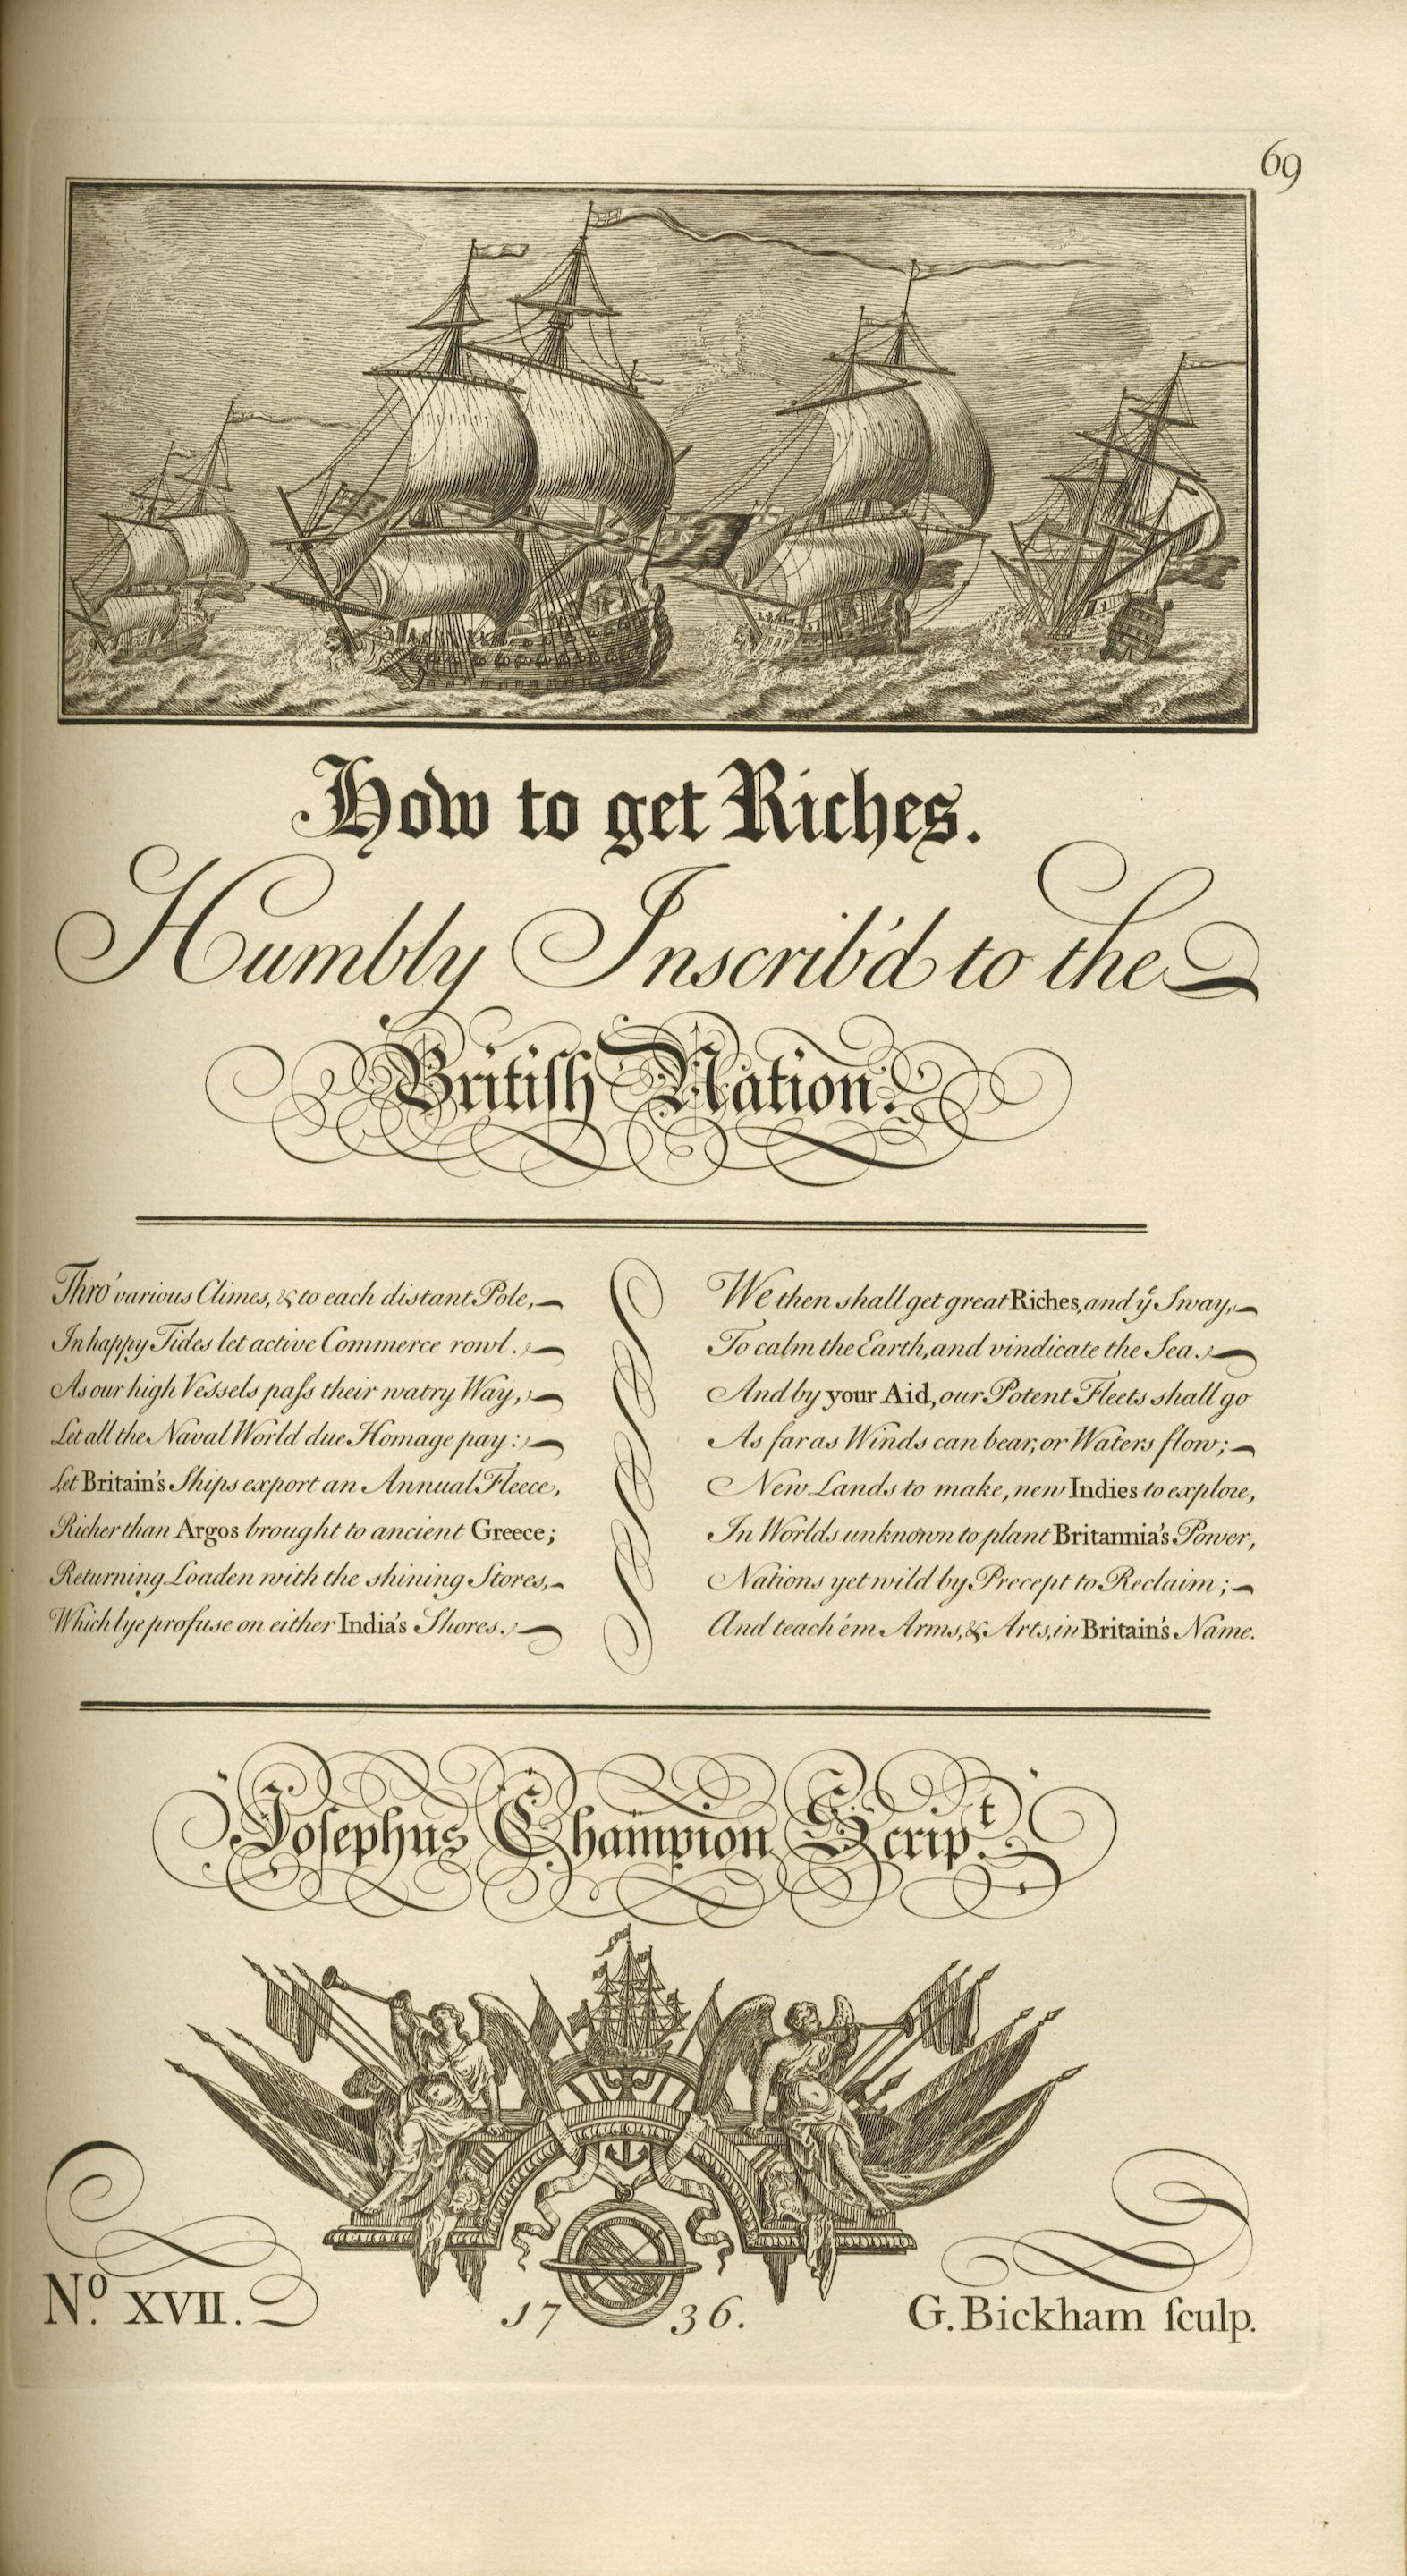 69
How to get Riches.
Humbly Inscrib'd to the
Britiſh Nation.
Thro' various Climes, & to each distant Pole,
In happy Tides let active Commerce rowl.
As our high Vessels paſs their watry Way,
Let all the Naval World due Homage pay:
Let Britain's Ships export an Annual Fleece,
Richer than Argos brought to ancient Greece;
Returning Loaden with the shining Stores,
Which lye profuse on either India's Shores.
We then shall get great Riches, and yͤ Sway,
To calm the Earth, and vindicate the Sea.
And by your Aid, our Potent Fleets shall go
As far as Winds can bear, or Waters flow;
New Lands to make, new Indies to explore,
In Worlds unknown to plant Britannia's Power,
Nations yet wild by Precept to Reclaim;
And teach 'em Arms, & Arts, in Britain's Name.
Joſephus Champion Scripᵗ.
Nº. XVII.
1736.
G. Bickham ſculp.